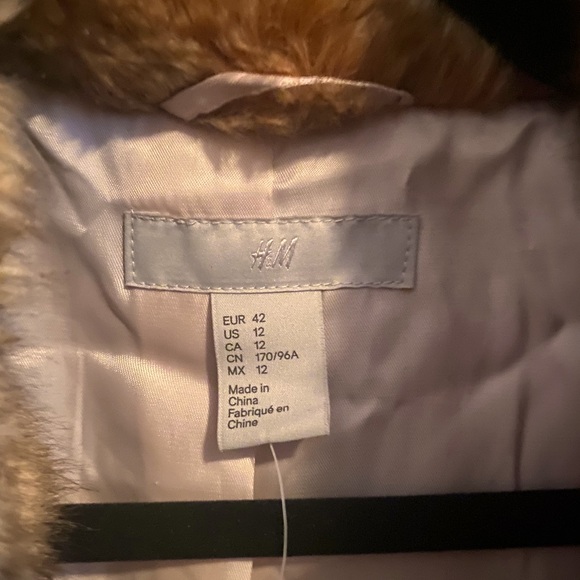 H&M
EUR 42
US 12
CA 12
CN 170/96A
MX 12
Made in
China
Fabriqué en
Chine